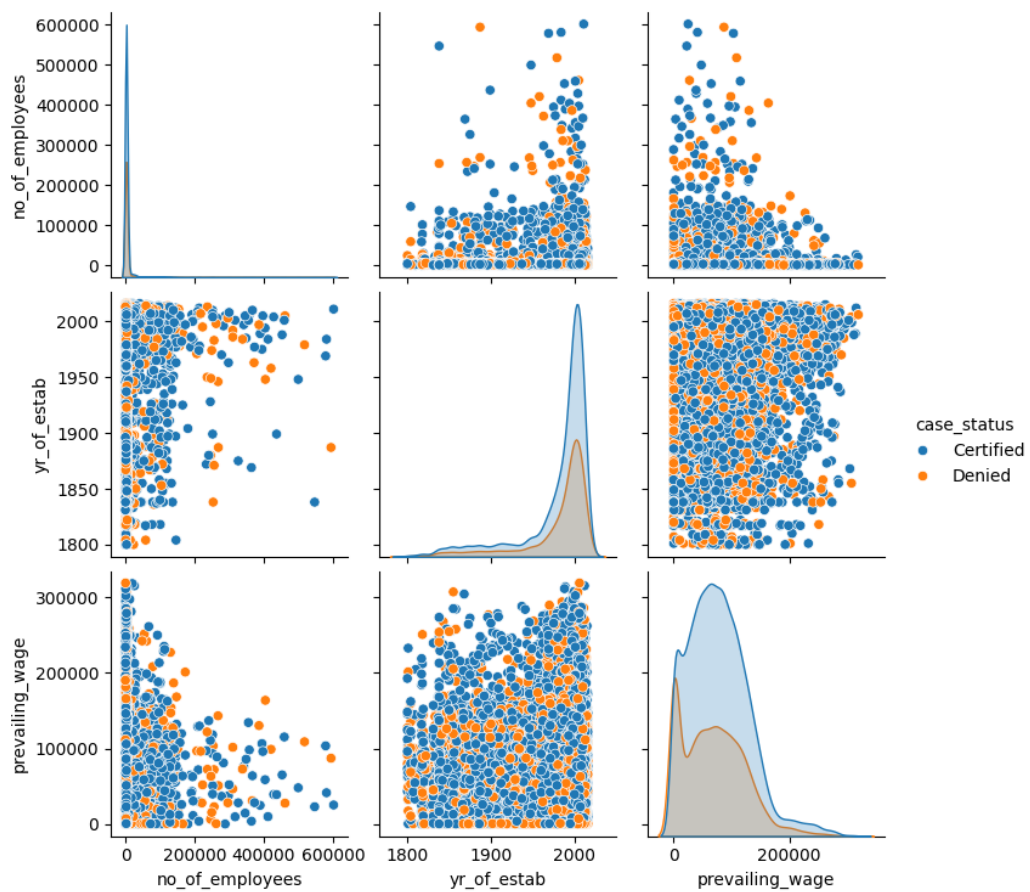 600000
500000
400000
300000
200000
100000
0
no_of_employees
2000
1950
1900
1850
1800
yr_of_estab
case_status
Certified
Denied
300000
200000
100000
0
prevailing_wage
0 200000 400000 600000
no_of_employees
1800 1900 2000
yr_of_estab
0 200000
prevailing_wage